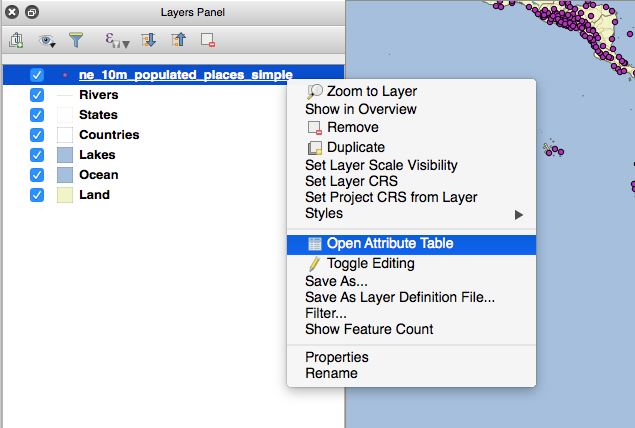 Layers Panel
ne_10m_populated_places_simple
Rivers
States
Countries
Lakes
Ocean
Land
Zoom to Layer
Show in Overview
Remove
Duplicate
Set Layer Scale Visibility
Set Layer CRS
Set Project CRS from Layer
Styles
Open Attribute Table
Toggle Editing
Save As...
Save As Layer Definition File...
Filter...
Show Feature Count
Properties
Rename